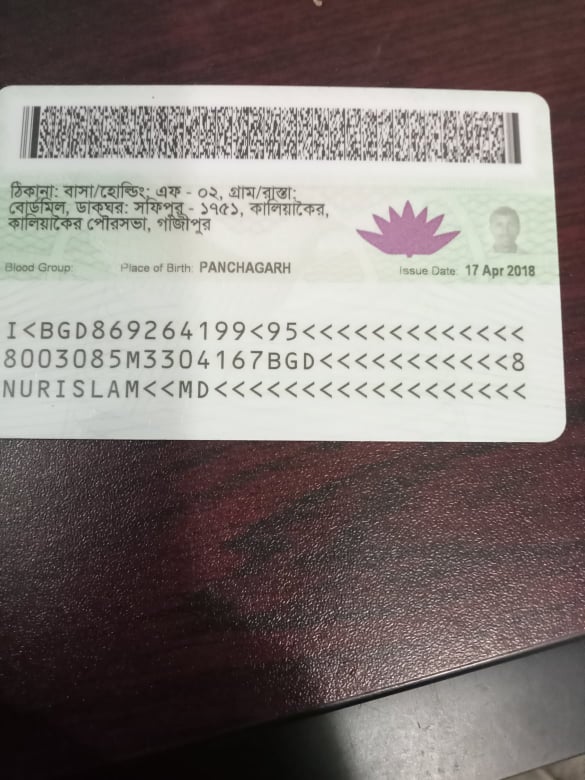 ঠিকানা: বাসা/হোল্ডিং: এফ - ০২, গ্রাম/রাস্তা:
বোর্ডমিল, ডাকঘর: সফিপুর - ১৭৫১, কালিয়াকৈর,
কালিয়াকৈর পৌরসভা, গাজীপুর
Blood Group: Place of Birth: PANCHAGARH Issue Date: 17 Apr 2018
I<BGD869264199<95<<<<<<<<<<<<<
8003085M3304167BGD<<<<<<<<<<<8
NURISLAM<<MD<<<<<<<<<<<<<<<<<<